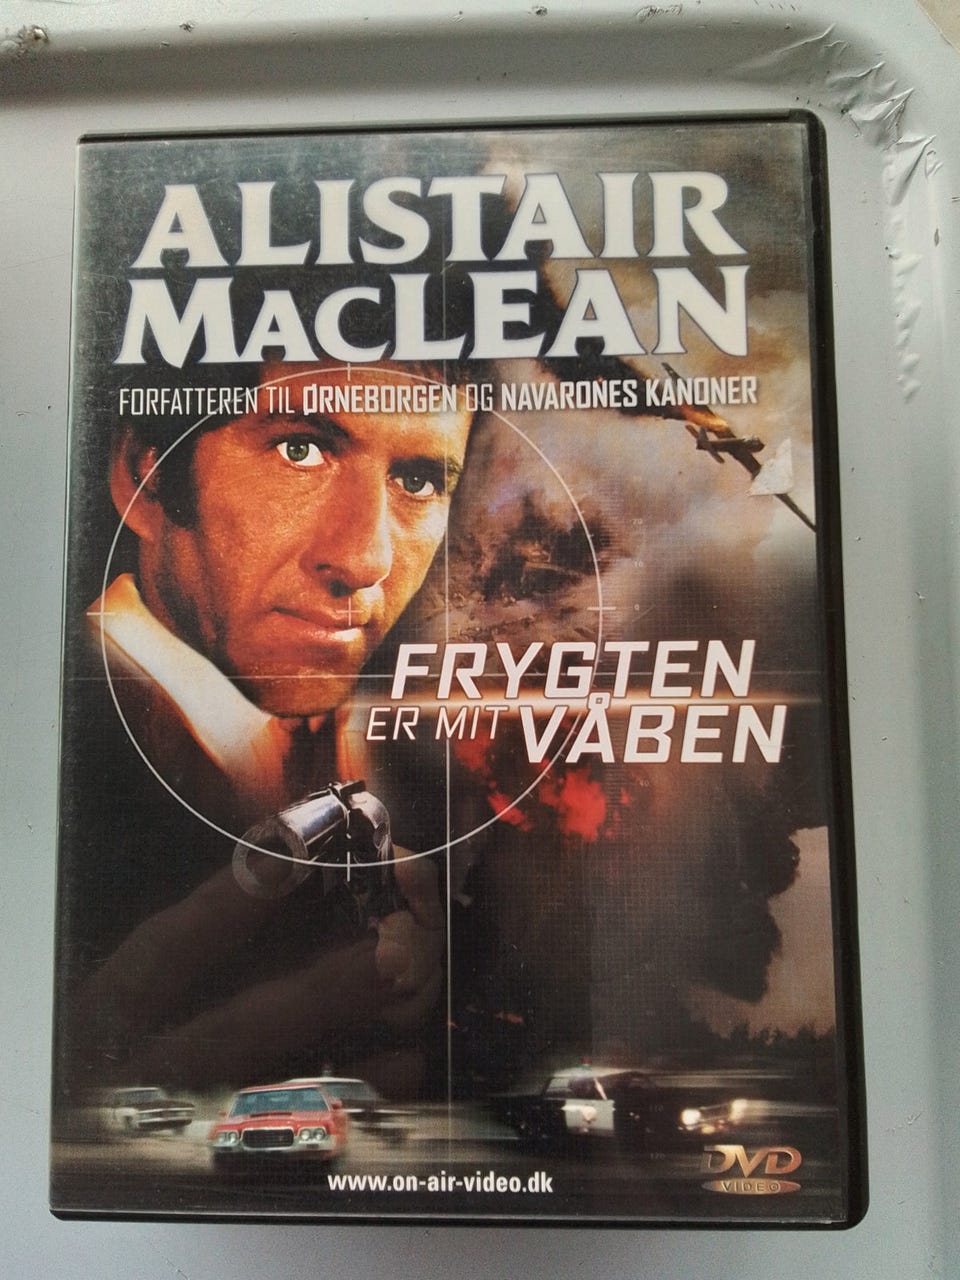 ALISTAIR
MACLEAN
FORFATTEREN TIL ØRNEBORGEN OG NAVARONES KANONER
FRYGTEN
ER MIT VÅBEN
www.on-air-video.dk
DVD
VIDEO